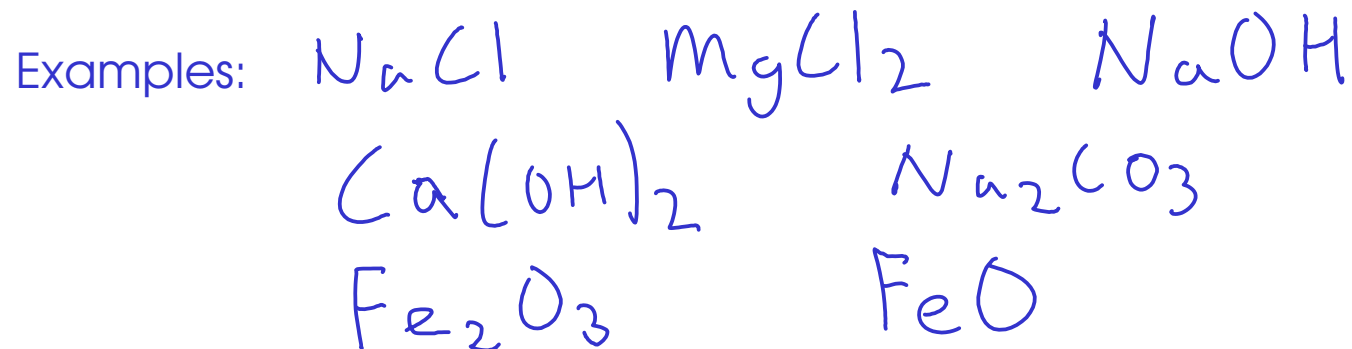 Examples: NaCl MgCl₂ NaOH
Ca(OH)₂ Na₂CO₃
Fe₂O₃ FeO